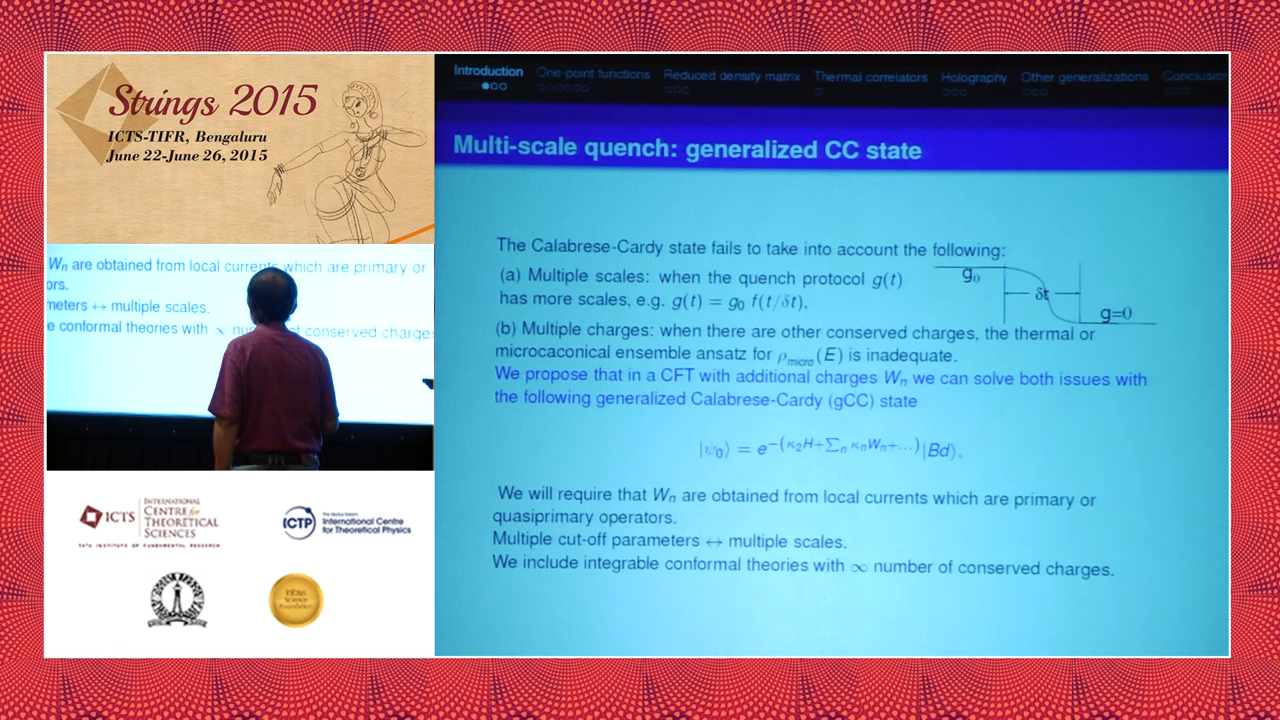 Strings 2015
ICTS-TIFR, Bengaluru
June 22-June 26, 2015
Wn are obtained from local currents which are primary or
ors.
meters ↔ multiple scales.
e conformal theories with ∞ of conserved charge
ICTS
INTERNATIONAL
CENTRE for
THEORETICAL
SCIENCES
TATA INSTITUTE OF FUNDAMENTAL RESEARCH
ICTP
International Centre
for Theoretical Physics
Infosys
Science
Foundation
Introduction One-point functions Reduced density matrix Thermal correlators Holography Other generalizations Conclusion
Multi-scale quench: generalized CC state
The Calabrese-Cardy state fails to take into account the following:
(a) Multiple scales: when the quench protocol g(t)
has more scales, e.g. g(t) = g₀ f(t/δt).
g₀
δt
g=0
(b) Multiple charges: when there are other conserved charges, the thermal or
microcaconical ensemble ansatz for ρmicro(E) is inadequate.
We propose that in a CFT with additional charges Wn we can solve both issues with
the following generalized Calabrese-Cardy (gCC) state
|ψ₀⟩ = e^−(κ₂H+∑n κnWn+...)|Bd⟩.
We will require that Wn are obtained from local currents which are primary or
quasiprimary operators.
Multiple cut-off parameters ↔ multiple scales.
We include integrable conformal theories with ∞ number of conserved charges.